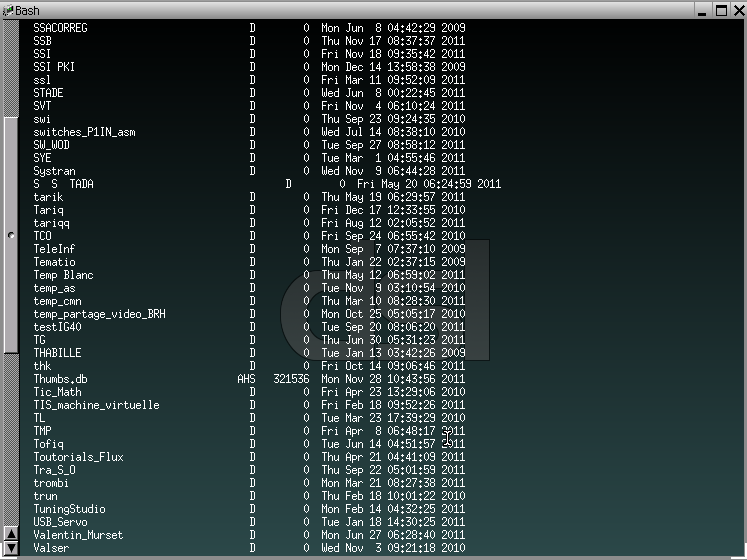 Bash
SSACORREG D 0 Mon Jun 8 04:42:29 2009
SSB D 0 Thu Nov 17 08:37:37 2011
SSI D 0 Fri Nov 18 09:35:42 2011
SSI PKI D 0 Mon Dec 14 13:58:38 2009
ssl D 0 Fri Mar 11 09:52:09 2011
STADE D 0 Wed Jun 8 00:22:45 2011
SVT D 0 Fri Nov 4 06:10:24 2011
swi D 0 Thu Sep 23 09:24:35 2010
switches_P1IN_asm D 0 Wed Jul 14 08:38:10 2010
SW_WOD D 0 Tue Sep 27 08:58:12 2011
SYE D 0 Tue Mar 1 04:55:46 2011
Systran D 0 Wed Nov 9 06:44:28 2011
S S TADA D 0 Fri May 20 06:24:59 2011
tarik D 0 Thu May 19 06:29:57 2011
Tariq D 0 Fri Dec 17 12:33:55 2010
tariqq D 0 Fri Aug 12 02:05:52 2011
TCO D 0 Fri Sep 24 06:55:42 2010
TeleInf D 0 Mon Sep 7 07:37:10 2009
Tematio D 0 Thu Jan 22 02:37:15 2009
Temp Blanc D 0 Thu May 12 06:59:02 2011
temp_as D 0 Tue Nov 9 03:10:54 2010
temp_cmn D 0 Thu Mar 10 08:28:30 2011
temp_partage_video_BRH D 0 Mon Oct 25 05:05:17 2010
testIG40 D 0 Tue Sep 20 08:06:20 2011
TG D 0 Thu Jun 30 05:31:23 2011
THABILLE D 0 Tue Jan 13 03:42:26 2009
thk D 0 Fri Oct 14 09:06:46 2011
Thumbs.db AHS 321536 Mon Nov 28 10:43:56 2011
Tic_Math D 0 Fri Apr 23 13:29:06 2010
TIS_machine_virtuelle D 0 Fri Feb 18 09:52:26 2011
TL D 0 Tue Mar 23 17:39:29 2010
TMP D 0 Fri Apr 8 06:48:17 2011
Tofiq D 0 Tue Jun 14 04:51:57 2011
Toutorials_Flux D 0 Thu Apr 21 04:41:09 2011
Tra_S_O D 0 Thu Sep 22 05:01:59 2011
trombi D 0 Mon Mar 21 08:27:38 2011
trun D 0 Thu Feb 18 10:01:22 2010
TuningStudio D 0 Mon Feb 14 04:32:25 2011
USB_Servo D 0 Tue Jan 18 14:30:25 2011
Valentin_Murset D 0 Mon Jun 27 06:28:40 2011
Valser D 0 Wed Nov 3 09:21:18 2010